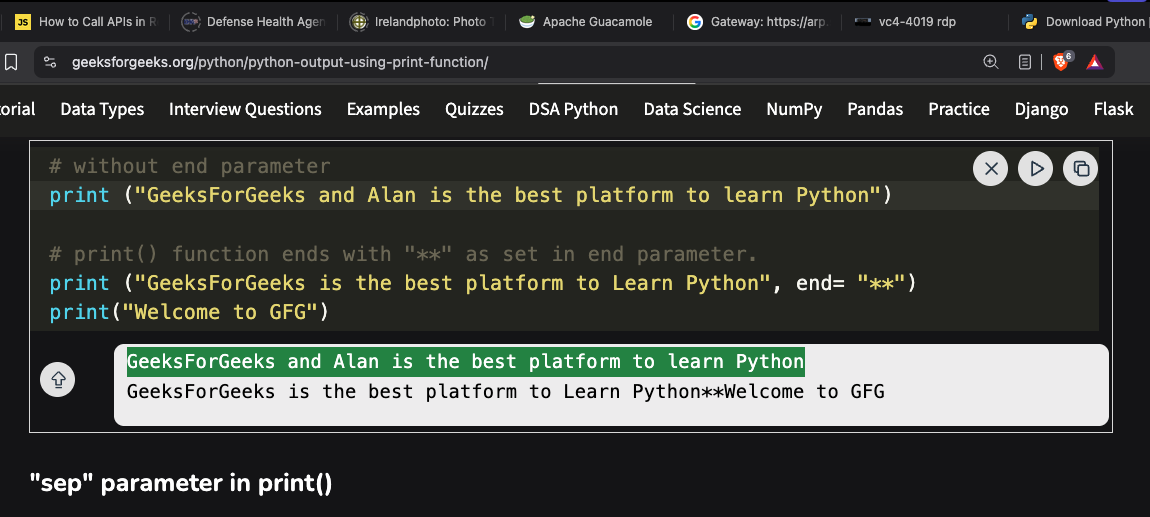 JS How to Call APIs in R
Defense Health Agen
Irelandphoto: Photo
Apache Guacamole
Gateway: https://arp.
vc4-4019 rdp
Download Python
geeksforgeeks.org/python/python-output-using-print-function/
6
orial Data Types Interview Questions Examples Quizzes DSA Python Data Science NumPy Pandas Practice Django Flask
# without end parameter
print ("GeeksForGeeks and Alan is the best platform to learn Python")
# print() function ends with "**" as set in end parameter.
print ("GeeksForGeeks is the best platform to Learn Python", end= "**")
print("Welcome to GFG")
GeeksForGeeks and Alan is the best platform to learn Python
GeeksForGeeks is the best platform to Learn Python**Welcome to GFG
"sep" parameter in print()